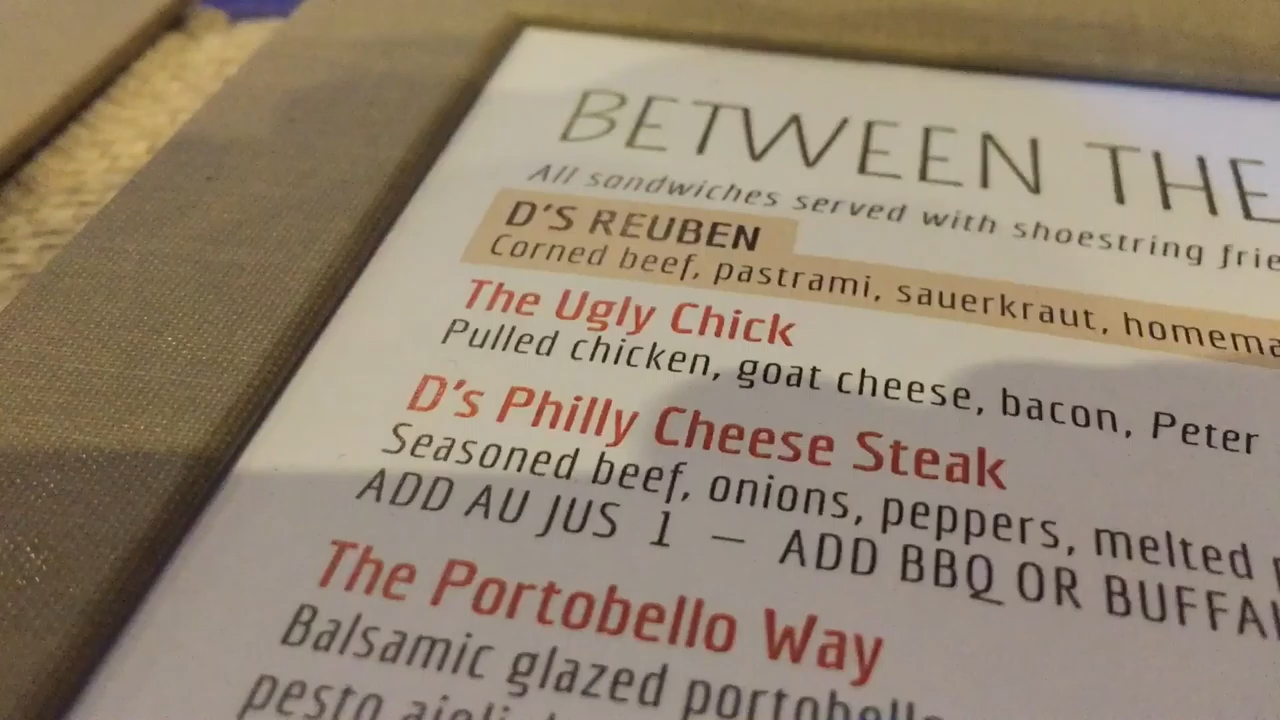 BETWEEN THE
All sandwiches served with shoestring frie
D'S REUBEN
Corned beef, pastrami, sauerkraut, homema
The Ugly Chick
Pulled chicken, goat cheese, bacon, Peter
D's Philly Cheese Steak
Seasoned beef, onions, peppers, melted
ADD AU JUS 1 – ADD BBQ OR BUFFA
The Portobello Way
Balsamic glazed portobello
pesto aioli